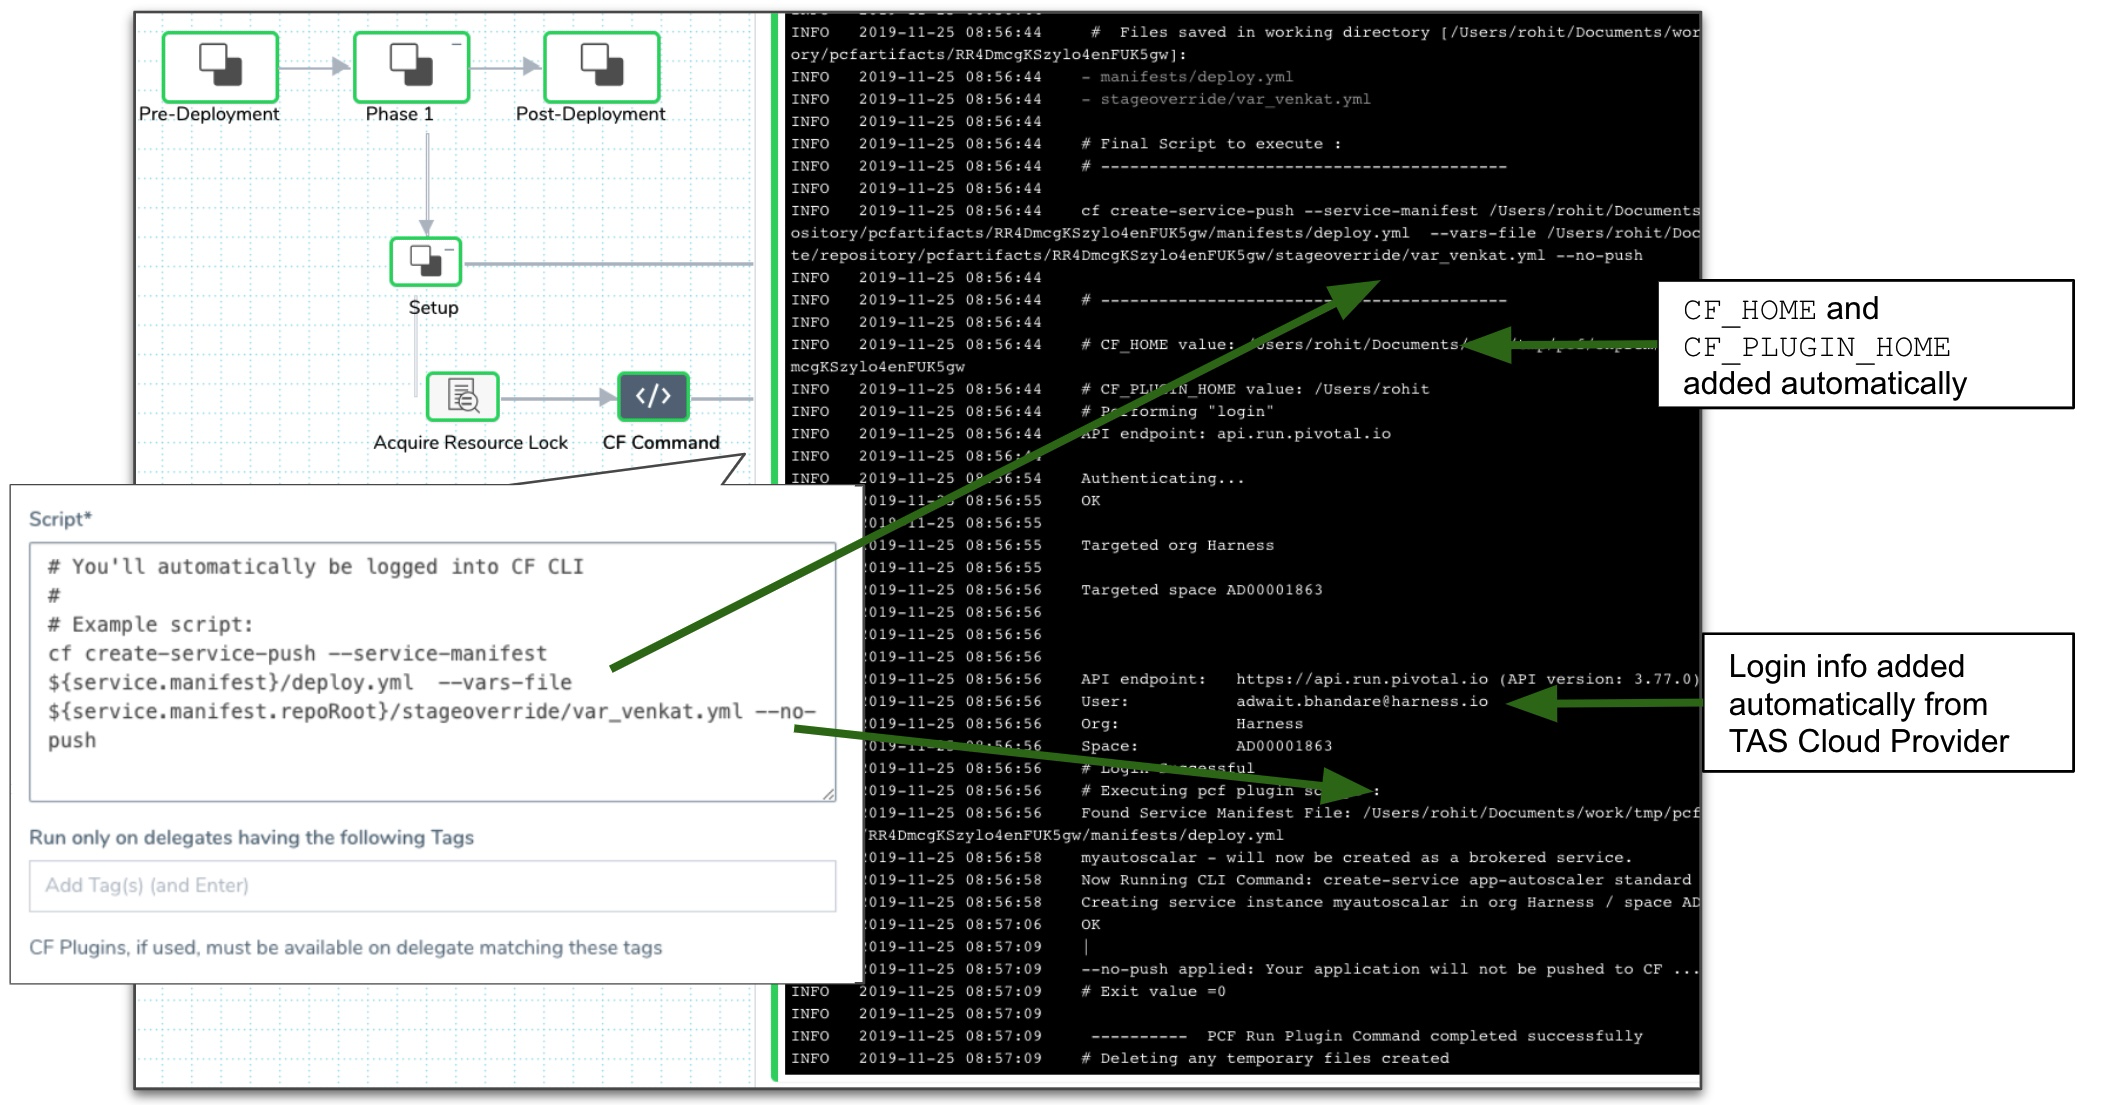 Pre-Deployment
Phase 1
Post-Deployment
Setup
Acquire Resource Lock
CF Command
Script*
# You'll automatically be logged into CF CLI
#
# Example script:
cf create-service-push --service-manifest
${service.manifest}/deploy.yml  --vars-file
${service.manifest.repoRoot}/stageoverride/var_venkat.yml --no-
push
Run only on delegates having the following Tags
Add Tag(s) (and Enter)
CF Plugins, if used, must be available on delegate matching these tags
INFO 2019-11-25 08:56:44 # Files saved in working directory [/Users/rohit/Documents/wor
ory/pcfartifacts/RR4DmcgKSzylo4enFUK5gw]:
INFO 2019-11-25 08:56:44 - manifests/deploy.yml
INFO 2019-11-25 08:56:44 - stageoverride/var_venkat.yml
INFO 2019-11-25 08:56:44
INFO 2019-11-25 08:56:44 # Final Script to execute :
INFO 2019-11-25 08:56:44 # ------------------------------------------
INFO 2019-11-25 08:56:44
INFO 2019-11-25 08:56:44 cf create-service-push --service-manifest /Users/rohit/Documents
ository/pcfartifacts/RR4DmcgKSzylo4enFUK5gw/manifests/deploy.yml  --vars-file /Users/rohit/Doc
te/repository/pcfartifacts/RR4DmcgKSzylo4enFUK5gw/stageoverride/var_venkat.yml --no-push
INFO 2019-11-25 08:56:44
INFO 2019-11-25 08:56:44 # ------------------------------------------
INFO 2019-11-25 08:56:44
INFO 2019-11-25 08:56:44 # CF_HOME value: /Users/rohit/Documents/
mcgKSzylo4enFUK5gw
INFO 2019-11-25 08:56:44 # CF_PLUGIN_HOME value: /Users/rohit
INFO 2019-11-25 08:56:44 # Performing "login"
INFO 2019-11-25 08:56:44 API endpoint: api.run.pivotal.io
INFO 2019-11-25 08:56:44
INFO 2019-11-25 08:56:54 Authenticating...
INFO 2019-11-25 08:56:55 OK
019-11-25 08:56:55
019-11-25 08:56:55 Targeted org Harness
019-11-25 08:56:55
019-11-25 08:56:56 Targeted space AD00001863
019-11-25 08:56:56
019-11-25 08:56:56
019-11-25 08:56:56
019-11-25 08:56:56 API endpoint: https://api.run.pivotal.io (API version: 3.77.0)
019-11-25 08:56:56 User: adwait.bhandare@harness.io
019-11-25 08:56:56 Org: Harness
019-11-25 08:56:56 Space: AD00001863
019-11-25 08:56:56 # Login Successful
019-11-25 08:56:56 # Executing pcf plugin :
019-11-25 08:56:56 Found Service Manifest File: /Users/rohit/Documents/work/tmp/pcf
/RR4DmcgKSzylo4enFUK5gw/manifests/deploy.yml
019-11-25 08:56:58 myautoscalar - will now be created as a brokered service.
019-11-25 08:56:58 Now Running CLI Command: create-service app-autoscaler standard
019-11-25 08:56:58 Creating service instance myautoscalar in org Harness / space AD
019-11-25 08:57:06 OK
019-11-25 08:57:09 |
019-11-25 08:57:09 --no-push applied: Your application will not be pushed to CF ...
INFO 2019-11-25 08:57:09 # Exit value =0
INFO 2019-11-25 08:57:09
INFO 2019-11-25 08:57:09 ---------- PCF Run Plugin Command completed successfully
INFO 2019-11-25 08:57:09 # Deleting any temporary files created
CF_HOME and
CF_PLUGIN_HOME
added automatically
Login info added
automatically from
TAS Cloud Provider